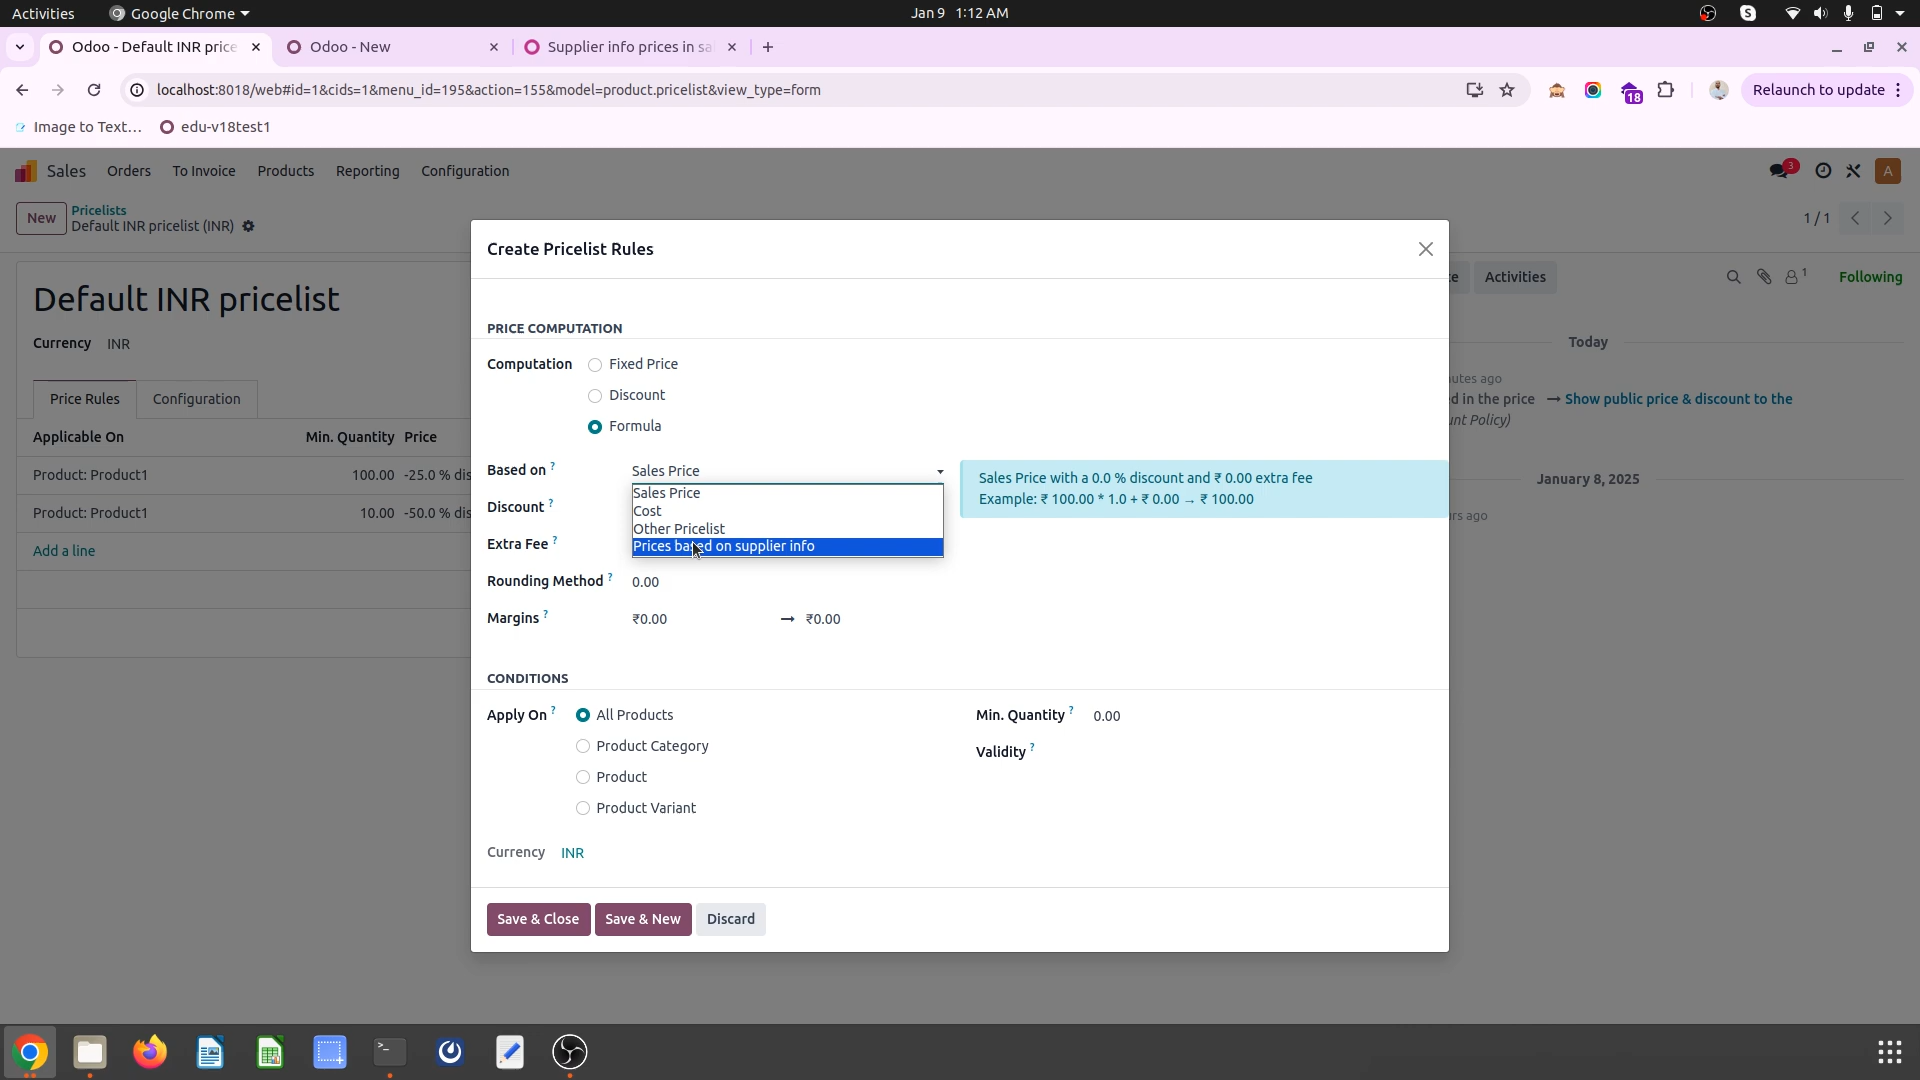 Activities
Google Chrome
Jan 9 1:12 AM
Odoo - Default INR price
Odoo - New
Supplier info prices in sa
localhost:8018/web#id=1&cids=1&menu_id=195&action=155&model=product.pricelist&view_type=form
18
Relaunch to update
Image to Text...
edu-v18test1
Sales
Orders
To Invoice
Products
Reporting
Configuration
3
A
New
Pricelists
Default INR pricelist (INR)
1 / 1
Create Pricelist Rules
Activities
1
Following
Default INR pricelist
Currency INR
Price Rules
Configuration
Applicable On Min. Quantity Price
Product: Product1 100.00 -25.0 % dis
Product: Product1 10.00 -50.0 % dis
Add a line
Today
utes ago
d in the price → Show public price & discount to the
nt Policy)
January 8, 2025
rs ago
PRICE COMPUTATION
Computation
Fixed Price
Discount
Formula
Based on ?
Sales Price
Sales Price
Cost
Other Pricelist
Prices based on supplier info
Sales Price with a 0.0 % discount and ₹ 0.00 extra fee
Example: ₹ 100.00 * 1.0 + ₹ 0.00 → ₹ 100.00
Discount ?
Extra Fee ?
Rounding Method ? 0.00
Margins ? ₹0.00 → ₹0.00
CONDITIONS
Apply On ?
All Products
Product Category
Product
Product Variant
Min. Quantity ? 0.00
Validity ?
Currency INR
Save & Close
Save & New
Discard